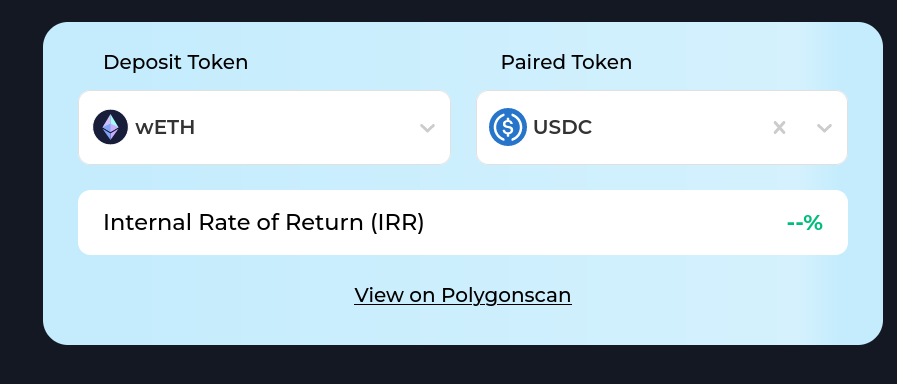 Deposit Token
Paired Token
wETH
USDC
Internal Rate of Return (IRR)
--%
View on Polygonscan